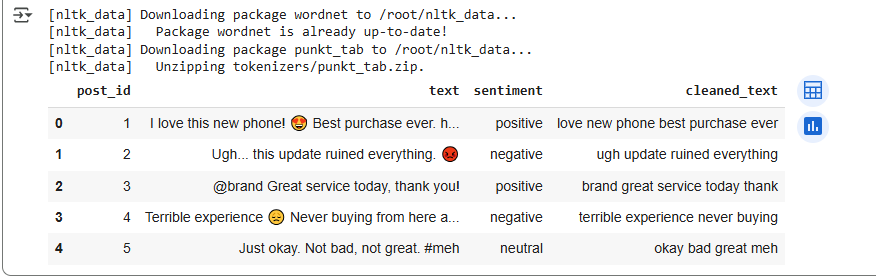 [nltk_data] Downloading package wordnet to /root/nltk_data...
[nltk_data]   Package wordnet is already up-to-date!
[nltk_data] Downloading package punkt_tab to /root/nltk_data...
[nltk_data]   Unzipping tokenizers/punkt_tab.zip.
post_id text sentiment cleaned_text
0 1 I love this new phone! 😍 Best purchase ever. h... positive love new phone best purchase ever
1 2 Ugh... this update ruined everything. 😡 negative ugh update ruined everything
2 3 @brand Great service today, thank you! positive brand great service today thank
3 4 Terrible experience 😞 Never buying from here a... negative terrible experience never buying
4 5 Just okay. Not bad, not great. #meh neutral okay bad great meh